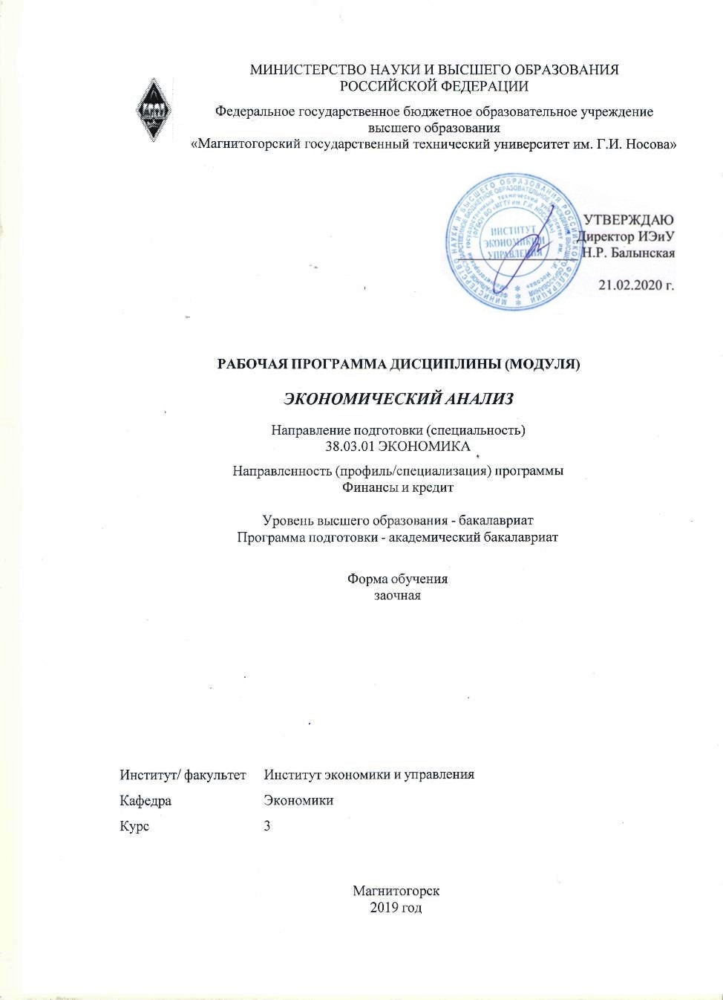 МИНИСТЕРСТВО НАУКИ И ВЫСШЕГО ОБРАЗОВАНИЯ
РОССИЙСКОЙ ФЕДЕРАЦИИ
Федеральное государственное бюджетное образовательное учреждение
высшего образования
«Магнитогорский государственный технический университет им. Г.И. Носова»
УТВЕРЖДАЮ
Директор ИЭиУ
Н.Р. Балынская
21.02.2020 г.
ИНСТИТУТ
ЭКОНОМИКИ И
УПРАВЛЕНИЯ
РАБОЧАЯ ПРОГРАММА ДИСЦИПЛИНЫ (МОДУЛЯ)
ЭКОНОМИЧЕСКИЙ АНАЛИЗ
Направление подготовки (специальность)
38.03.01 ЭКОНОМИКА
Направленность (профиль/специализация) программы
Финансы и кредит
Уровень высшего образования - бакалавриат
Программа подготовки - академический бакалавриат
Форма обучения
заочная
Институт/ факультет Институт экономики и управления
Кафедра Экономики
Курс 3
Магнитогорск
2019 год